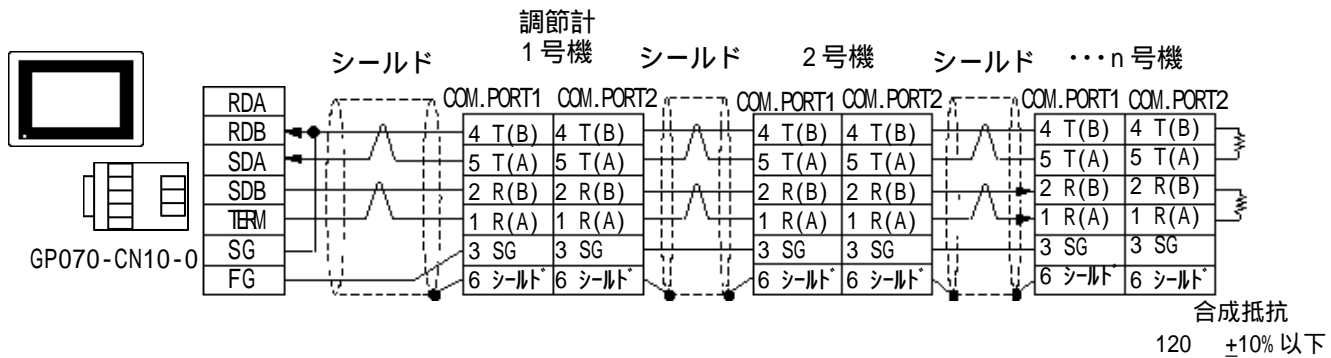 調節計
シールド 1号機 シールド 2号機 シールド ・・・n号機
COM.PORT1 COM.PORT2 COM.PORT1 COM.PORT2 COM.PORT1 COM.PORT2
RDA
RDB 4 T(B) 4 T(B) 4 T(B) 4 T(B) 4 T(B) 4 T(B)
SDA 5 T(A) 5 T(A) 5 T(A) 5 T(A) 5 T(A) 5 T(A)
SDB 2 R(B) 2 R(B) 2 R(B) 2 R(B) 2 R(B) 2 R(B)
TERM 1 R(A) 1 R(A) 1 R(A) 1 R(A) 1 R(A) 1 R(A)
GP070-CN10-0 SG 3 SG 3 SG 3 SG 3 SG 3 SG 3 SG
FG 6 シールド 6 シールド 6 シールド 6 シールド 6 シールド 6 シールド
合成抵抗
120 ±10%以下